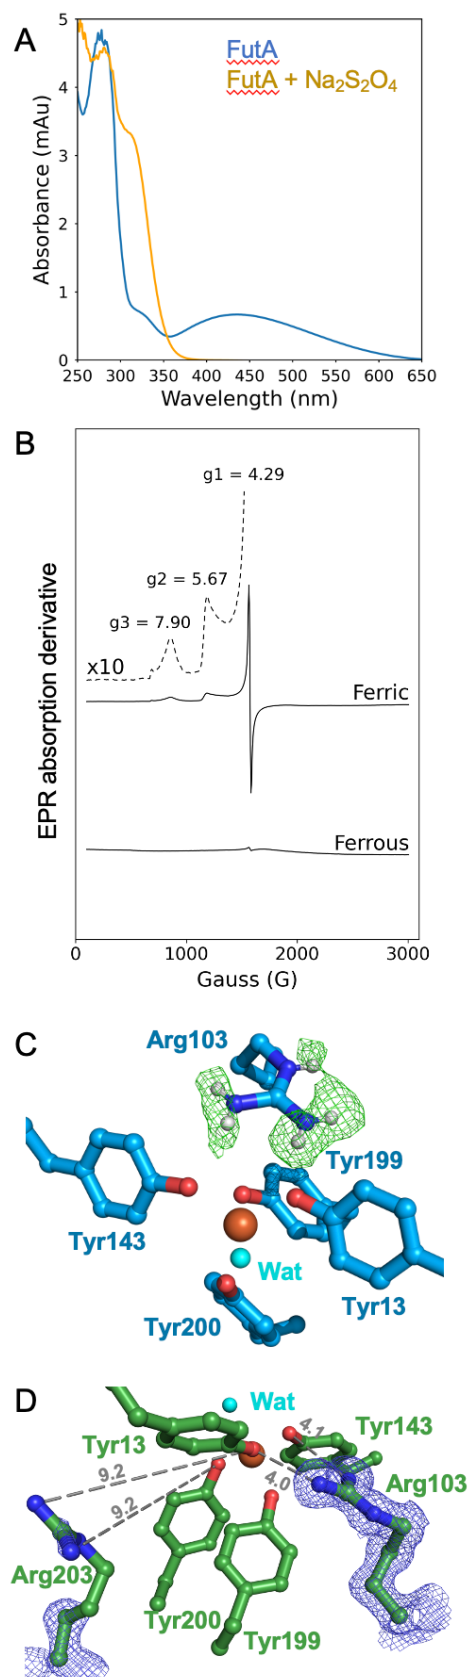 A
FutA
FutA + Na₂S₂O₄
Absorbance (mAu)
5
4
3
2
1
0
250 300 350 400 450 500 550 600 650
Wavelength (nm)
B
g1 = 4.29
g2 = 5.67
g3 = 7.90
x10
Ferric
EPR absorption derivative
Ferrous
0 1000 2000 3000
Gauss (G)
C
Arg103
Tyr199
Tyr143
Wat
Tyr13
Tyr200
D
Wat
Tyr13
4.1
Tyr143
9.2
4.0
Arg103
9.2
Arg203
Tyr200
Tyr199